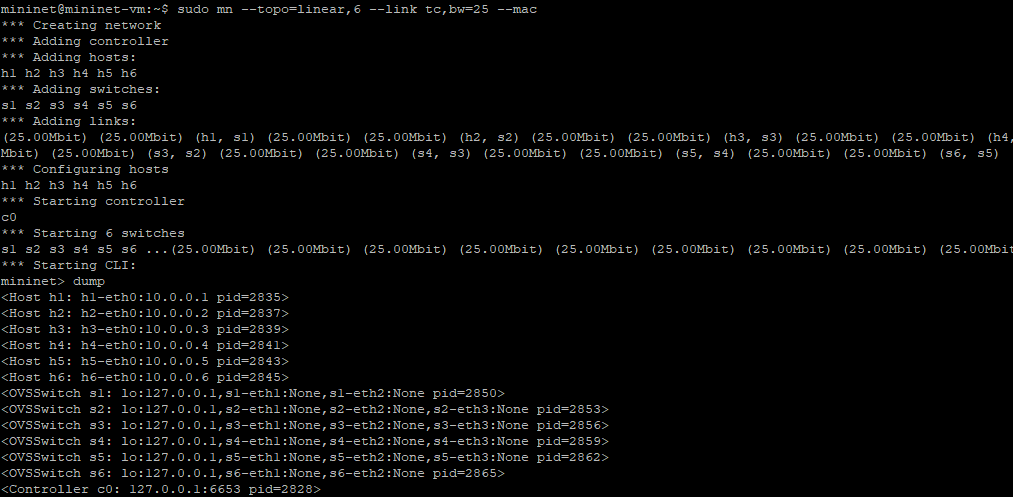 mininet@mininet-vm:~$ sudo mn --topo=linear,6 --link tc,bw=25 --mac
*** Creating network
*** Adding controller
*** Adding hosts:
h1 h2 h3 h4 h5 h6
*** Adding switches:
s1 s2 s3 s4 s5 s6
*** Adding links:
(25.00Mbit) (25.00Mbit) (h1, s1) (25.00Mbit) (25.00Mbit) (h2, s2) (25.00Mbit) (25.00Mbit) (h3, s3) (25.00Mbit) (25.00Mbit) (h4,
Mbit) (25.00Mbit) (s3, s2) (25.00Mbit) (25.00Mbit) (s4, s3) (25.00Mbit) (25.00Mbit) (s5, s4) (25.00Mbit) (25.00Mbit) (s6, s5)
*** Configuring hosts
h1 h2 h3 h4 h5 h6
*** Starting controller
c0
*** Starting 6 switches
s1 s2 s3 s4 s5 s6 ...(25.00Mbit) (25.00Mbit) (25.00Mbit) (25.00Mbit) (25.00Mbit) (25.00Mbit) (25.00Mbit) (25.00Mbit) (25.00Mbit
*** Starting CLI:
mininet> dump
<Host h1: h1-eth0:10.0.0.1 pid=2835>
<Host h2: h2-eth0:10.0.0.2 pid=2837>
<Host h3: h3-eth0:10.0.0.3 pid=2839>
<Host h4: h4-eth0:10.0.0.4 pid=2841>
<Host h5: h5-eth0:10.0.0.5 pid=2843>
<Host h6: h6-eth0:10.0.0.6 pid=2845>
<OVSSwitch s1: lo:127.0.0.1,s1-eth1:None,s1-eth2:None pid=2850>
<OVSSwitch s2: lo:127.0.0.1,s2-eth1:None,s2-eth2:None,s2-eth3:None pid=2853>
<OVSSwitch s3: lo:127.0.0.1,s3-eth1:None,s3-eth2:None,s3-eth3:None pid=2856>
<OVSSwitch s4: lo:127.0.0.1,s4-eth1:None,s4-eth2:None,s4-eth3:None pid=2859>
<OVSSwitch s5: lo:127.0.0.1,s5-eth1:None,s5-eth2:None,s5-eth3:None pid=2862>
<OVSSwitch s6: lo:127.0.0.1,s6-eth1:None,s6-eth2:None pid=2865>
<Controller c0: 127.0.0.1:6653 pid=2828>